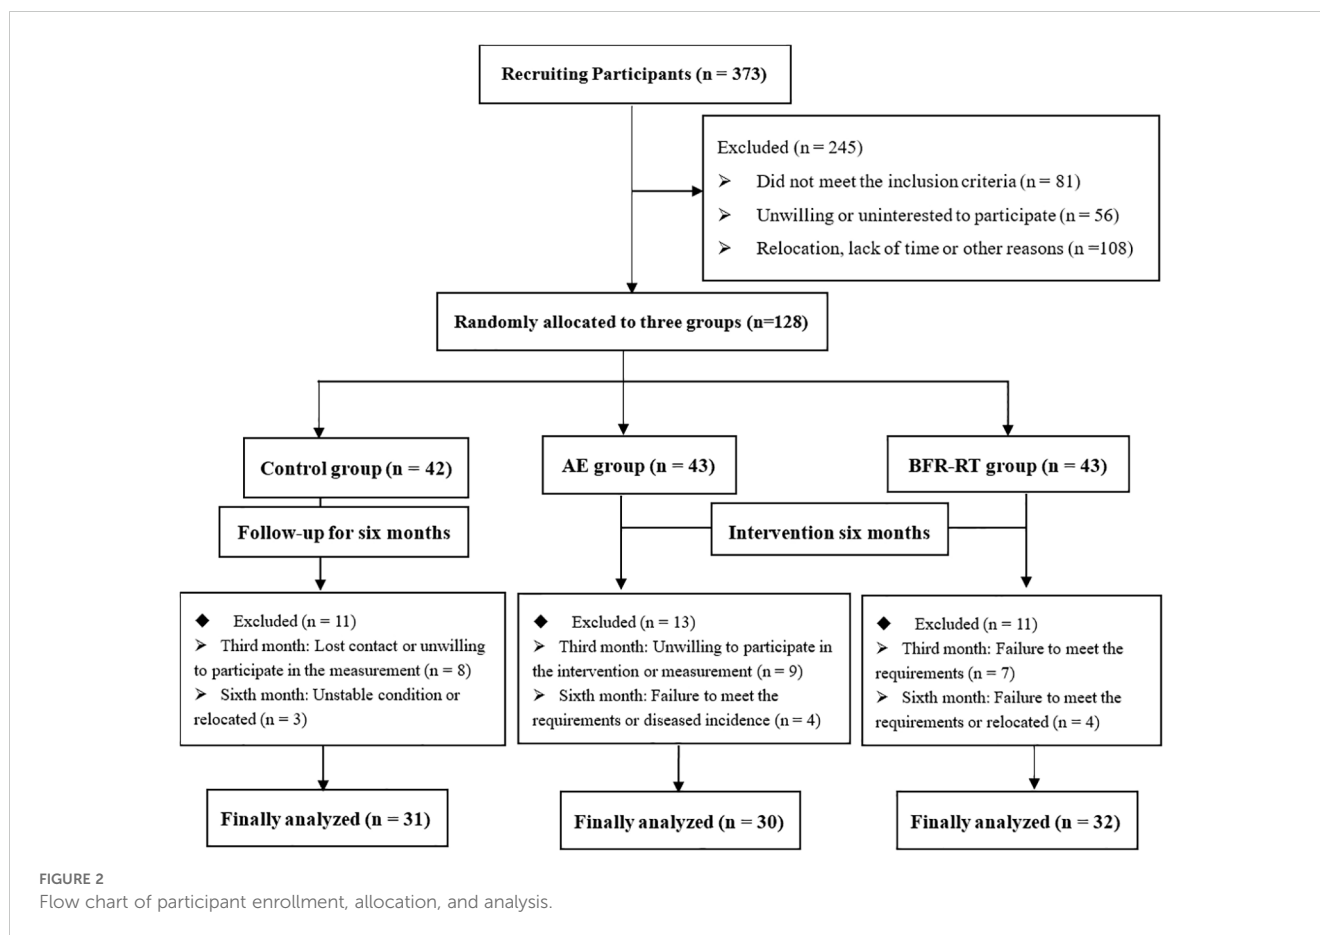 Recruiting Participants (n = 373)
Excluded (n = 245)
➢ Did not meet the inclusion criteria (n = 81)
➢ Unwilling or uninterested to participate (n = 56)
➢ Relocation, lack of time or other reasons (n =108)
Randomly allocated to three groups (n=128)
Control group (n = 42)
AE group (n = 43)
BFR-RT group (n = 43)
Follow-up for six months
Intervention six months
◆ Excluded (n = 11)
➢ Third month: Lost contact or unwilling
to participate in the measurement (n = 8)
➢ Sixth month: Unstable condition or
relocated (n = 3)
◆ Excluded (n = 13)
➢ Third month: Unwilling to participate in
the intervention or measurement (n = 9)
➢ Sixth month: Failure to meet the
requirements or diseased incidence (n = 4)
◆ Excluded (n = 11)
➢ Third month: Failure to meet the
requirements (n = 7)
➢ Sixth month: Failure to meet the
requirements or relocated (n = 4)
Finally analyzed (n = 31)
Finally analyzed (n = 30)
Finally analyzed (n = 32)
FIGURE 2
Flow chart of participant enrollment, allocation, and analysis.